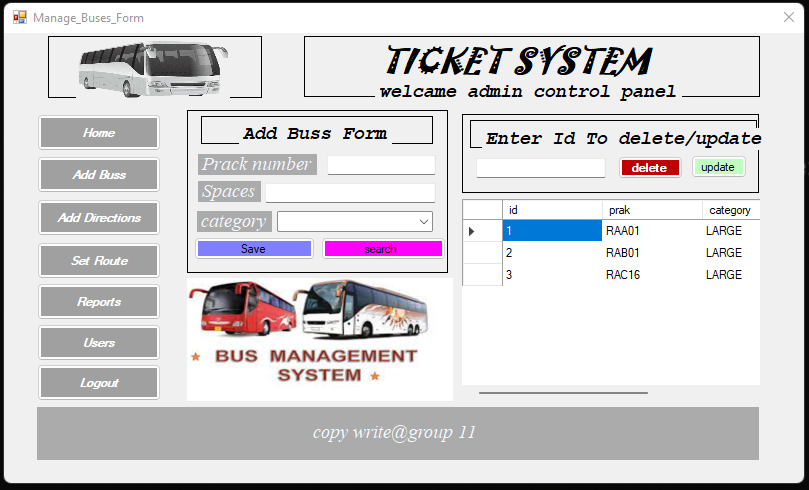 Manage_Buses_Form
TICKET SYSTEM
welcame admin control panel
Home
Add Buss
Add Directions
Set Route
Reports
Users
Logout
Add Buss Form
Prack number
Spaces
category
Save
search
BUS MANAGEMENT
SYSTEM
Enter Id To delete/update
delete
update
id prak category
1 RAA01 LARGE
2 RAB01 LARGE
3 RAC16 LARGE
copy write@group 11